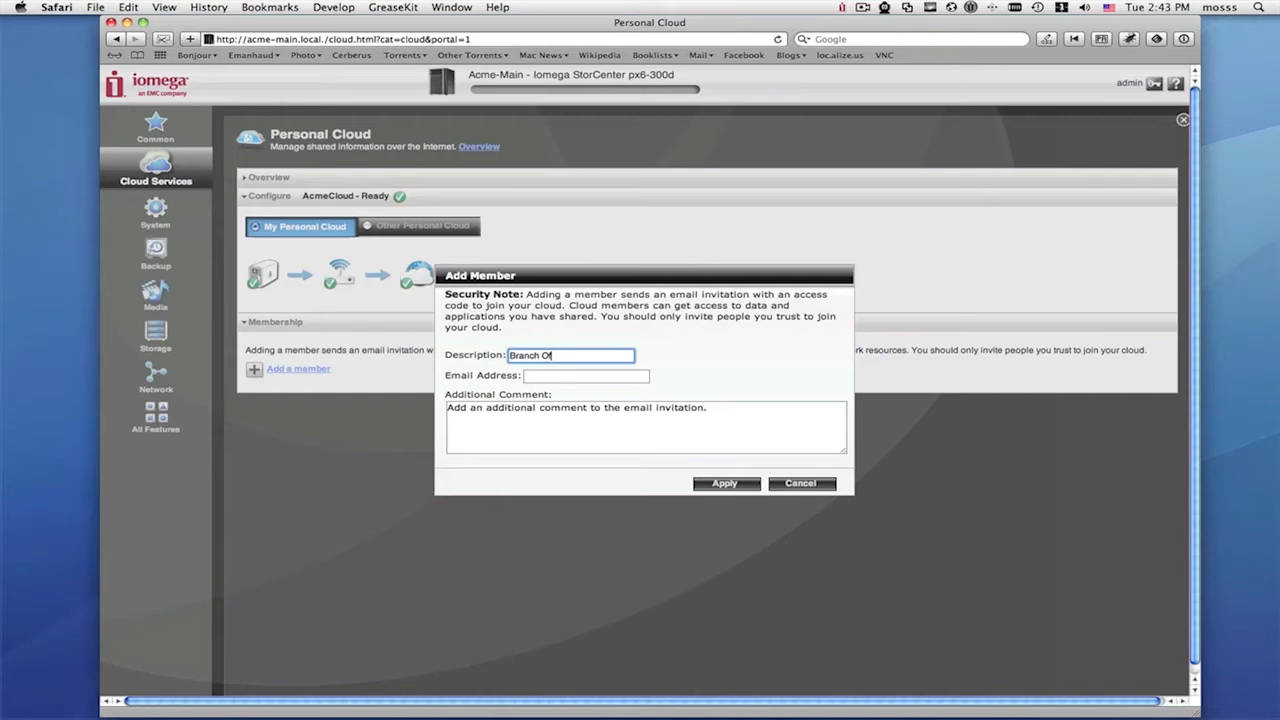 Safari File Edit View History Bookmarks Develop GreaseKit Window Help Tue 2:43 PM mosss
Personal Cloud
http://acme-main.local./cloud.html?cat=cloud&portal=1
Google
Bonjour Emanhaud Photo Cerberus Torrents Other Torrents Mac News Wikipedia Booklists Mail Facebook Blogs loc.alize.us VNC
iomega
an EMC company
Acme-Main - Iomega StorCenter px6-300d
admin
Common
Cloud Services
System
Backup
Media
Storage
Network
All Features
Personal Cloud
Manage shared information over the Internet. Overview
Overview
Configure AcmeCloud - Ready
My Personal Cloud Other Personal Cloud
Membership
Adding a member sends an email invitation w
rk resources. You should only invite people you trust to join your cloud.
Add a member
Add Member
Security Note: Adding a member sends an email invitation with an access
code to join your cloud. Cloud members can get access to data and
applications you have shared. You should only invite people you trust to join
your cloud.
Description: Branch Of
Email Address:
Additional Comment:
Add an additional comment to the email invitation.
Apply Cancel